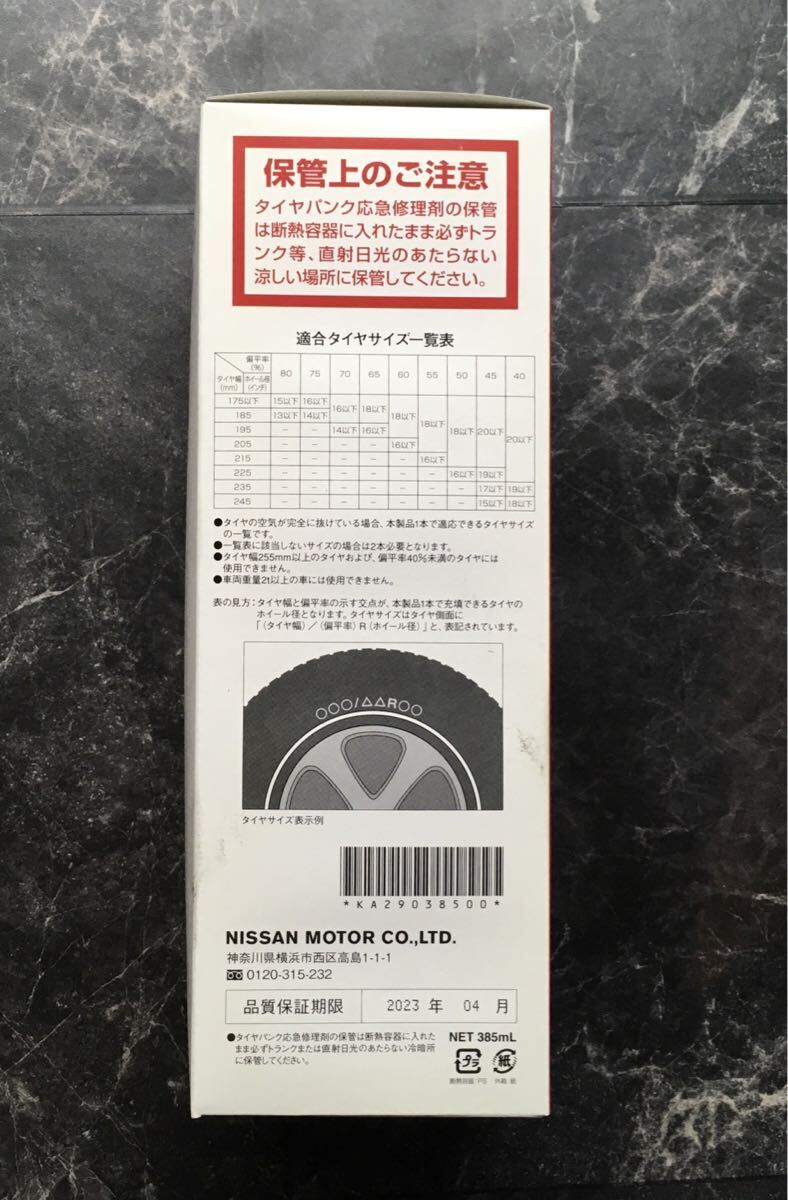 保管上のご注意
タイヤパンク応急修理剤の保管
は断熱容器に入れたまま必ずトラ
ンク等、直射日光のあたらない
涼しい場所に保管してください。
適合タイヤサイズ一覧表
偏平率(%) 80 75 70 65 60 55 50 45 40
タイヤ幅(mm) ホイール径(インチ)
175以下 15以下 16以下 16以下 18以下 18以下 18以下 18以下 20以下 20以下
185 13以下 14以下
195 － － 14以下 16以下
205 － － － － 16以下
215 － － － － － 16以下
225 － － － － － － 16以下 19以下
235 － － － － － － － 17以下 19以下
245 － － － － － － － 15以下 18以下
●タイヤの空気が完全に抜けている場合、本製品1本で適応できるタイヤサイズ
の一覧です。
●一覧表に該当しないサイズの場合は2本必要となります。
●タイヤ幅255mm以上のタイヤおよび、偏平率40%未満のタイヤには
使用できません。
●車両重量2t以上の車には使用できません。
表の見方：タイヤ幅と偏平率の示す交点が、本製品1本で充填できるタイヤの
ホイール径となります。タイヤサイズはタイヤ側面に
「（タイヤ幅）／（偏平率）R（ホイール径）」と、表記されています。
○○○/△△R○○
タイヤサイズ表示例
*KA29038500*
NISSAN MOTOR CO.,LTD.
神奈川県横浜市西区高島1-1-1
0120-315-232
品質保証期限 2023 年 04 月
●タイヤパンク応急修理剤の保管は断熱容器に入れた
まま必ずトランクまたは直射日光のあたらない冷暗所
に保管してください。
NET 385mL
プラ 紙
断熱容器：PS 外箱：紙